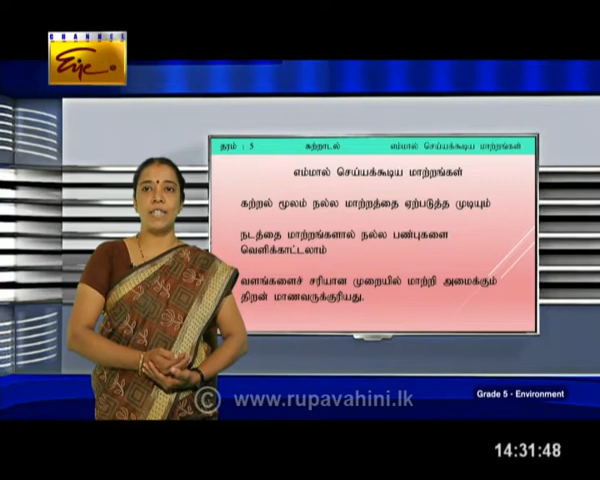 CHANNEL
Eye
தரம் : 5 சுற்றாடல் எம்மால் செய்யக்கூடிய மாற்றங்கள்
எம்மால் செய்யக்கூடிய மாற்றங்கள்
கற்றல் மூலம் நல்ல மாற்றத்தை ஏற்படுத்த முடியும்
நடத்தை மாற்றங்களால் நல்ல பண்புகளை
வெளிக்காட்டலாம்
வளங்களைச் சரியான முறையில் மாற்றி அமைக்கும்
திறன் மாணவருக்குரியது.
© www.rupavahini.lk
Grade 5 - Environment
14:31:48